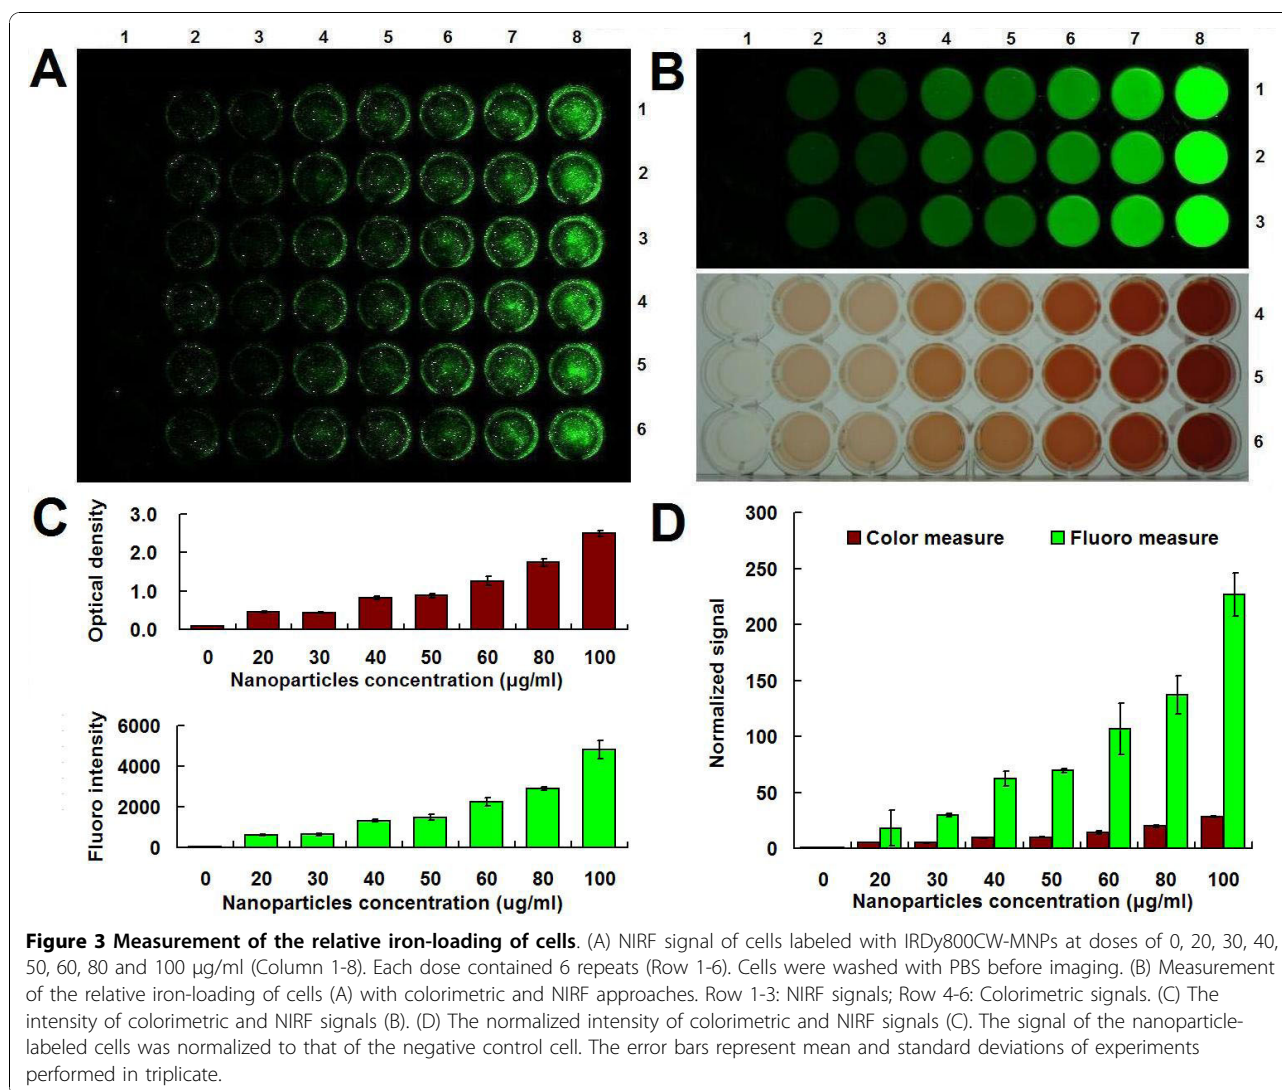 A
1 2 3 4 5 6 7 8
1
2
3
4
5
6
B
1 2 3 4 5 6 7 8
1
2
3
4
5
6
C
Optical density
3.0
2.0
1.0
0.0
0 20 30 40 50 60 80 100
Nanoparticles concentration (µg/ml)
Fluoro intensity
6000
4000
2000
0
0 20 30 40 50 60 80 100
Nanoparticles concentration (ug/ml)
D
Normalized signal
300
250
200
150
100
50
0
Color measure Fluoro measure
0 20 30 40 50 60 80 100
Nanoparticles concentration (µg/ml)
Figure 3 Measurement of the relative iron-loading of cells. (A) NIRF signal of cells labeled with IRDy800CW-MNPs at doses of 0, 20, 30, 40,
50, 60, 80 and 100 µg/ml (Column 1-8). Each dose contained 6 repeats (Row 1-6). Cells were washed with PBS before imaging. (B) Measurement
of the relative iron-loading of cells (A) with colorimetric and NIRF approaches. Row 1-3: NIRF signals; Row 4-6: Colorimetric signals. (C) The
intensity of colorimetric and NIRF signals (B). (D) The normalized intensity of colorimetric and NIRF signals (C). The signal of the nanoparticle-
labeled cells was normalized to that of the negative control cell. The error bars represent mean and standard deviations of experiments
performed in triplicate.